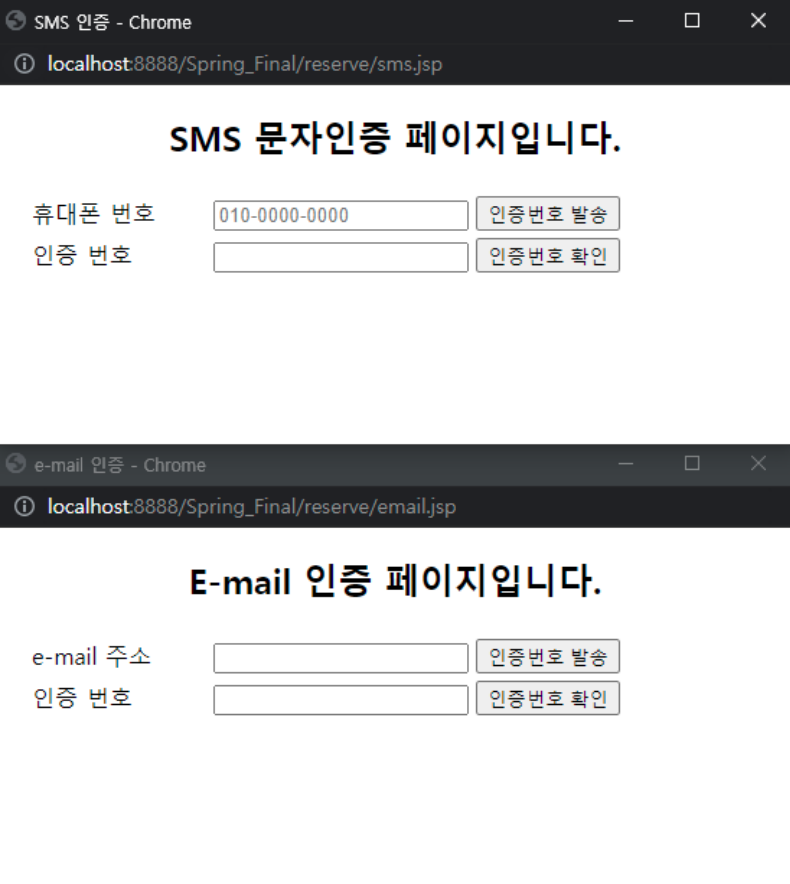 SMS 인증 - Chrome
localhost:8888/Spring_Final/reserve/sms.jsp
SMS 문자인증 페이지입니다.
휴대폰 번호 010-0000-0000 인증번호 발송
인증 번호 인증번호 확인
e-mail 인증 - Chrome
localhost:8888/Spring_Final/reserve/email.jsp
E-mail 인증 페이지입니다.
e-mail 주소 인증번호 발송
인증 번호 인증번호 확인